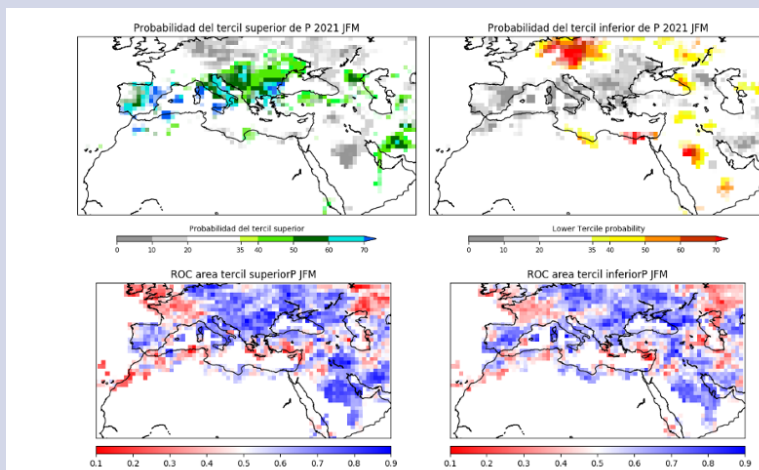 Probabilidad del tercil superior de P 2021 JFM
Probabilidad del tercil inferior de P 2021 JFM
Probabilidad del tercil superior
0 10 20 35 40 50 60 70
Lower Tercile probability
0 10 20 35 40 50 60 70
ROC area tercil superiorP JFM
ROC area tercil inferiorP JFM
0.1 0.2 0.3 0.4 0.5 0.6 0.7 0.8 0.9
0.1 0.2 0.3 0.4 0.5 0.6 0.7 0.8 0.9